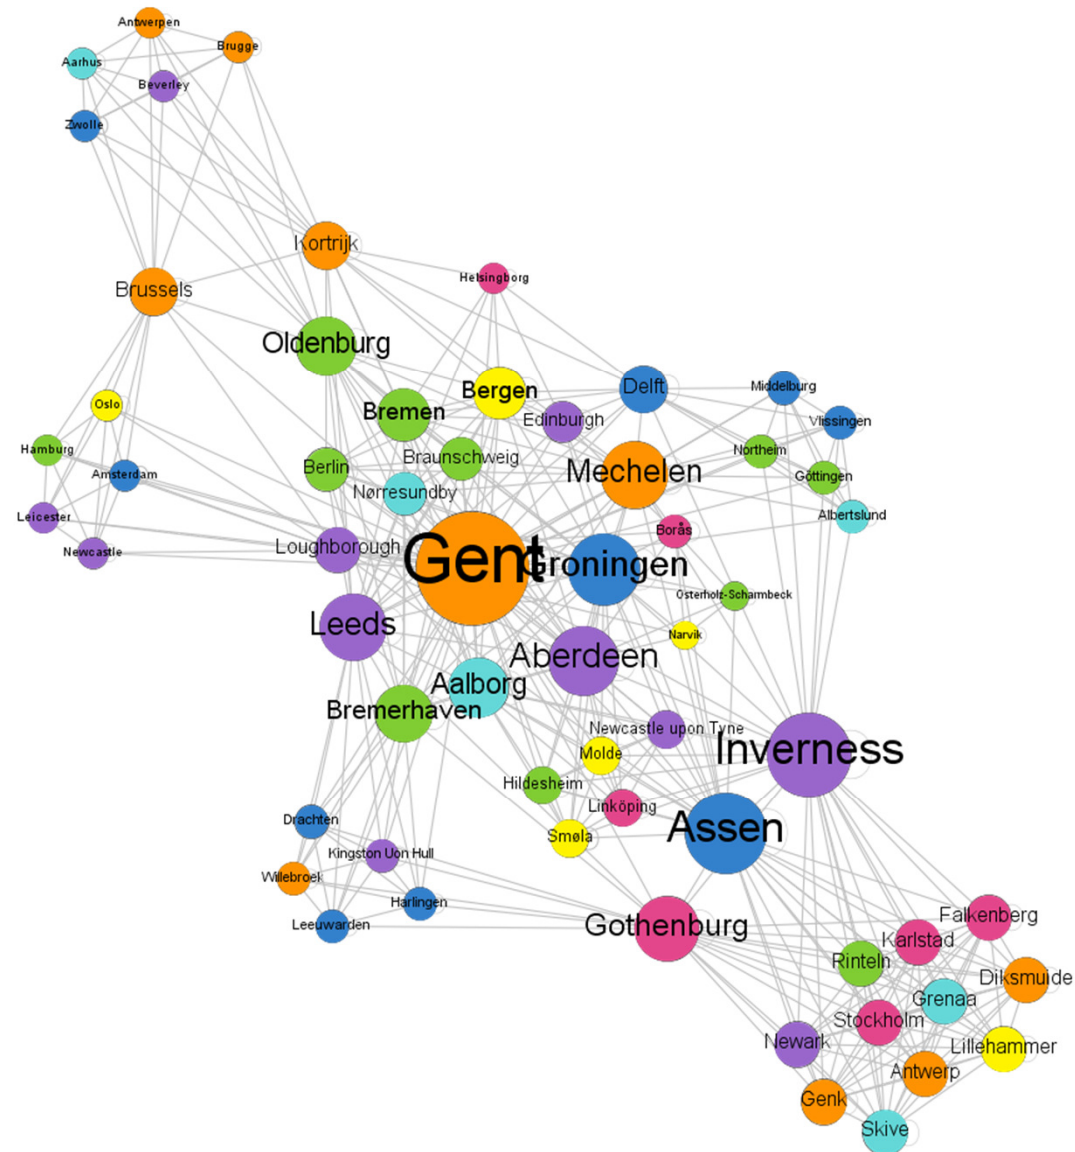 Antwerpen
Brugge
Aarhus
Beverley
Zwolle
Kortrijk
Helsingborg
Brussels
Oldenburg
Delft
Middelburg
Bergen
Oslo
Bremen
Edinburgh
Vlissingen
Hamburg
Northeim
Braunschweig
Berlin
Mechelen
Amsterdam
Göttingen
Nørresundby
Leicester
Albertslund
Borås
Loughborough
Newcastle
Gent
Groningen
Osterholz-Scharmbeck
Leeds
Narvik
Aberdeen
Aalborg
Bremerhaven
Newcastle upon Tyne
Inverness
Molde
Hildesheim
Linköping
Drachten
Assen
Smøla
Kingston Uon Hull
Willebroek
Harlingen
Leeuwarden
Gothenburg
Falkenberg
Karlstad
Rinteln
Diksmuide
Grenaa
Stockholm
Newark
Lillehammer
Antwerp
Genk
Skive